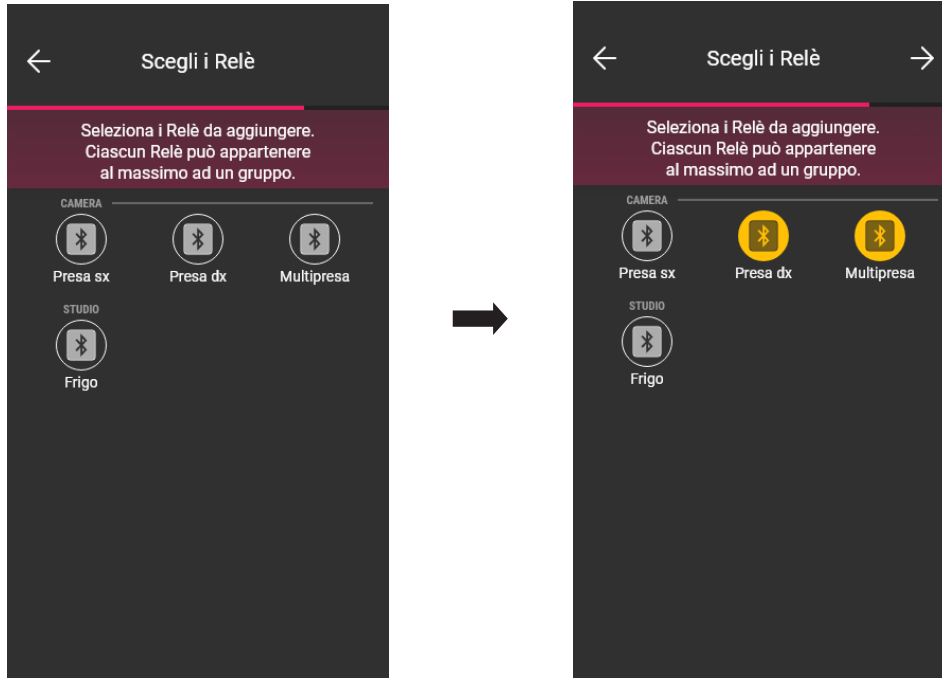 Scegli i Relè
Seleziona i Relè da aggiungere.
Ciascun Relè può appartenere
al massimo ad un gruppo.
CAMERA
Presa sx Presa dx Multipresa
STUDIO
Frigo
Scegli i Relè
Seleziona i Relè da aggiungere.
Ciascun Relè può appartenere
al massimo ad un gruppo.
CAMERA
Presa sx Presa dx Multipresa
STUDIO
Frigo